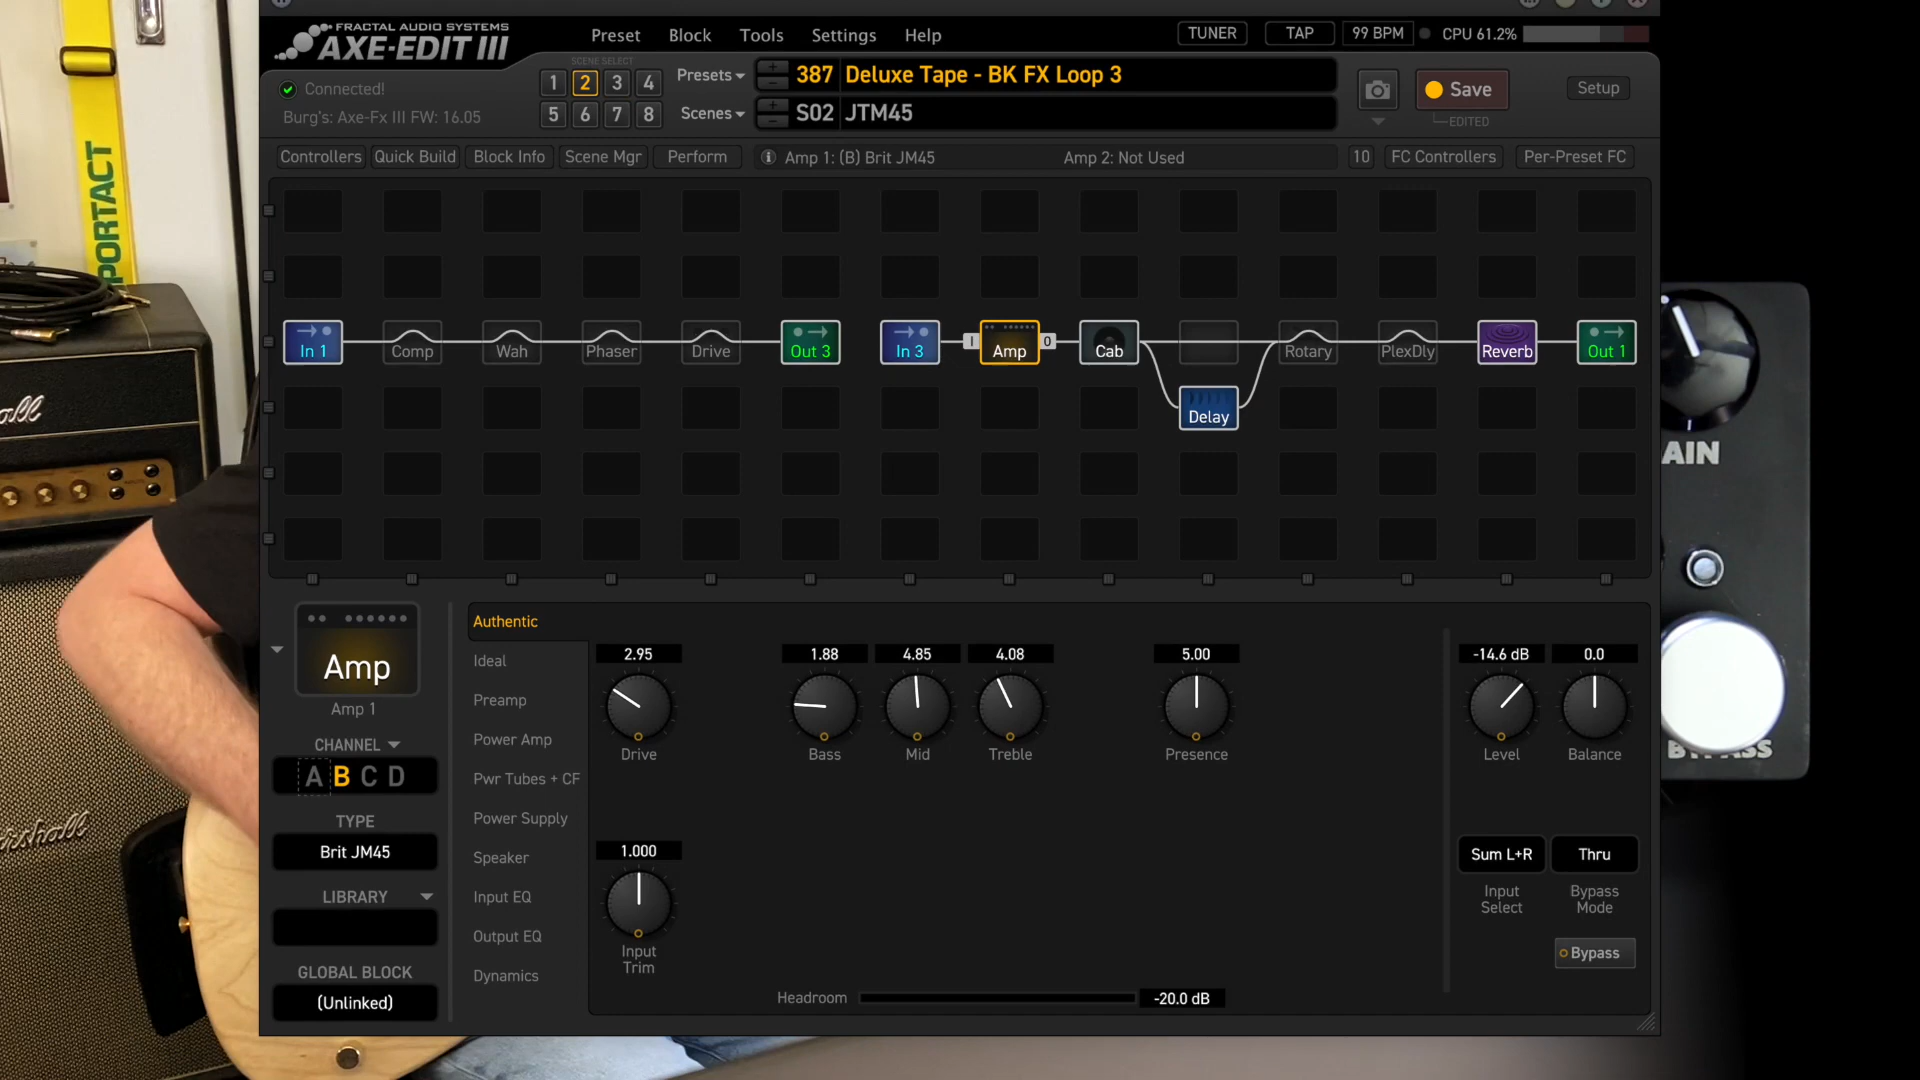 FRACTAL AUDIO SYSTEMS
AXE-EDIT III
Preset Block Tools Settings Help
TUNER TAP 99 BPM CPU 61.2%
SCENE SELECT
1 2 3 4
5 6 7 8
Presets
387 Deluxe Tape - BK FX Loop 3
Scenes
S02 JTM45
Save
EDITED
Setup
Connected!
Burg's: Axe-Fx III FW: 16.05
Controllers Quick Build Block Info Scene Mgr Perform
Amp 1: (B) Brit JM45 Amp 2: Not Used
10 FC Controllers Per-Preset FC
In 1 Comp Wah Phaser Drive Out 3 In 3 I Amp O Cab Rotary PlexDly Reverb Out 1
Delay
Amp
Amp 1
CHANNEL
A B C D
TYPE
Brit JM45
LIBRARY
GLOBAL BLOCK
(Unlinked)
Authentic
Ideal
Preamp
Power Amp
Pwr Tubes + CF
Power Supply
Speaker
Input EQ
Output EQ
Dynamics
2.95 1.88 4.85 4.08 5.00 -14.6 dB 0.0
Drive Bass Mid Treble Presence Level Balance
1.000
Input
Trim
Sum L+R Thru
Input
Select
Bypass
Mode
Bypass
Headroom -20.0 dB
PORTACT
all
arshall
AIN
BYPASS